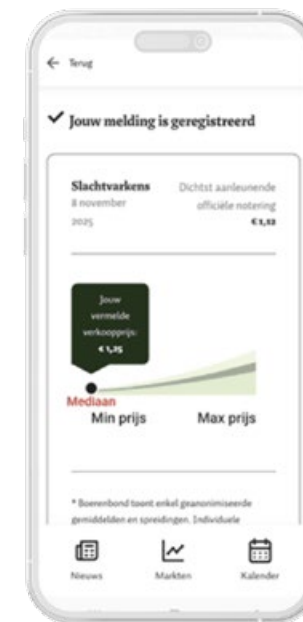 ← Terug
✓ Jouw melding is geregistreerd
Slachtvarkens
8 november
2025
Dichtst aanleunende
officiële notering
€ 1,12
Jouw
vermelde
verkoopprijs:
€ 1,25
Mediaan
Min prijs
Max prijs
* Boerenbond toont enkel geanonimiseerde
gemiddelden en spreidingen. Individuele
Nieuws
Markten
Kalender